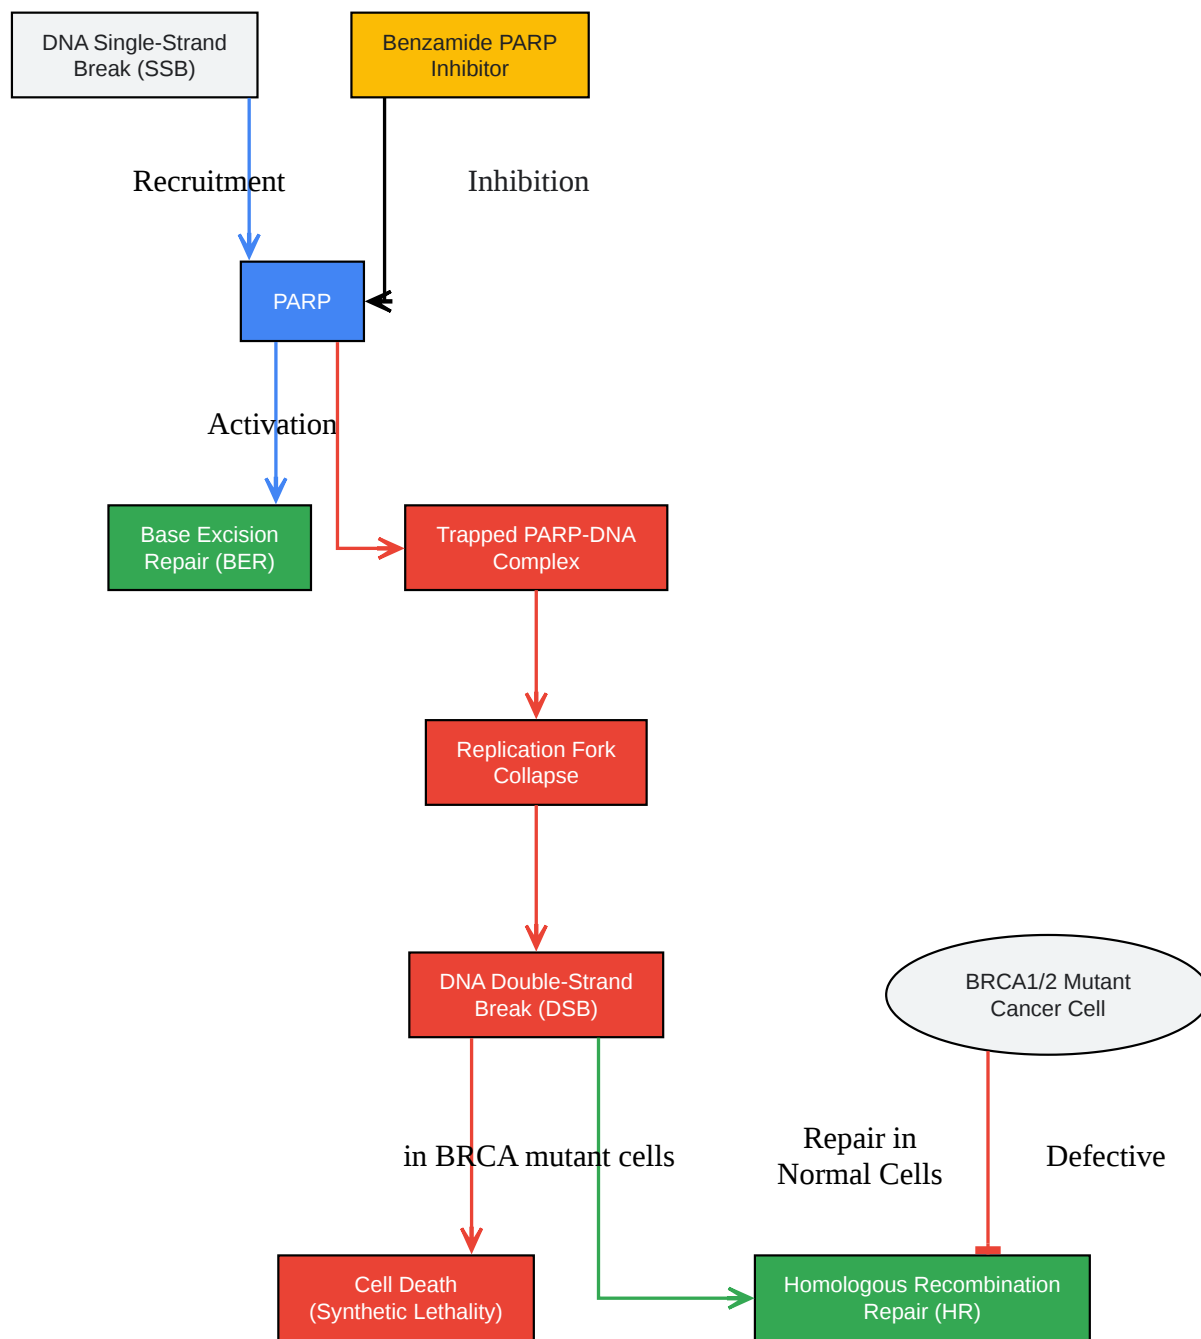 DNA Single-Strand
Break (SSB)
Benzamide PARP
Inhibitor
Recruitment
Inhibition
PARP
Activation
Base Excision
Repair (BER)
Trapped PARP-DNA
Complex
Replication Fork
Collapse
DNA Double-Strand
Break (DSB)
BRCA1/2 Mutant
Cancer Cell
in BRCA mutant cells
Repair in
Normal Cells
Defective
Cell Death
(Synthetic Lethality)
Homologous Recombination
Repair (HR)